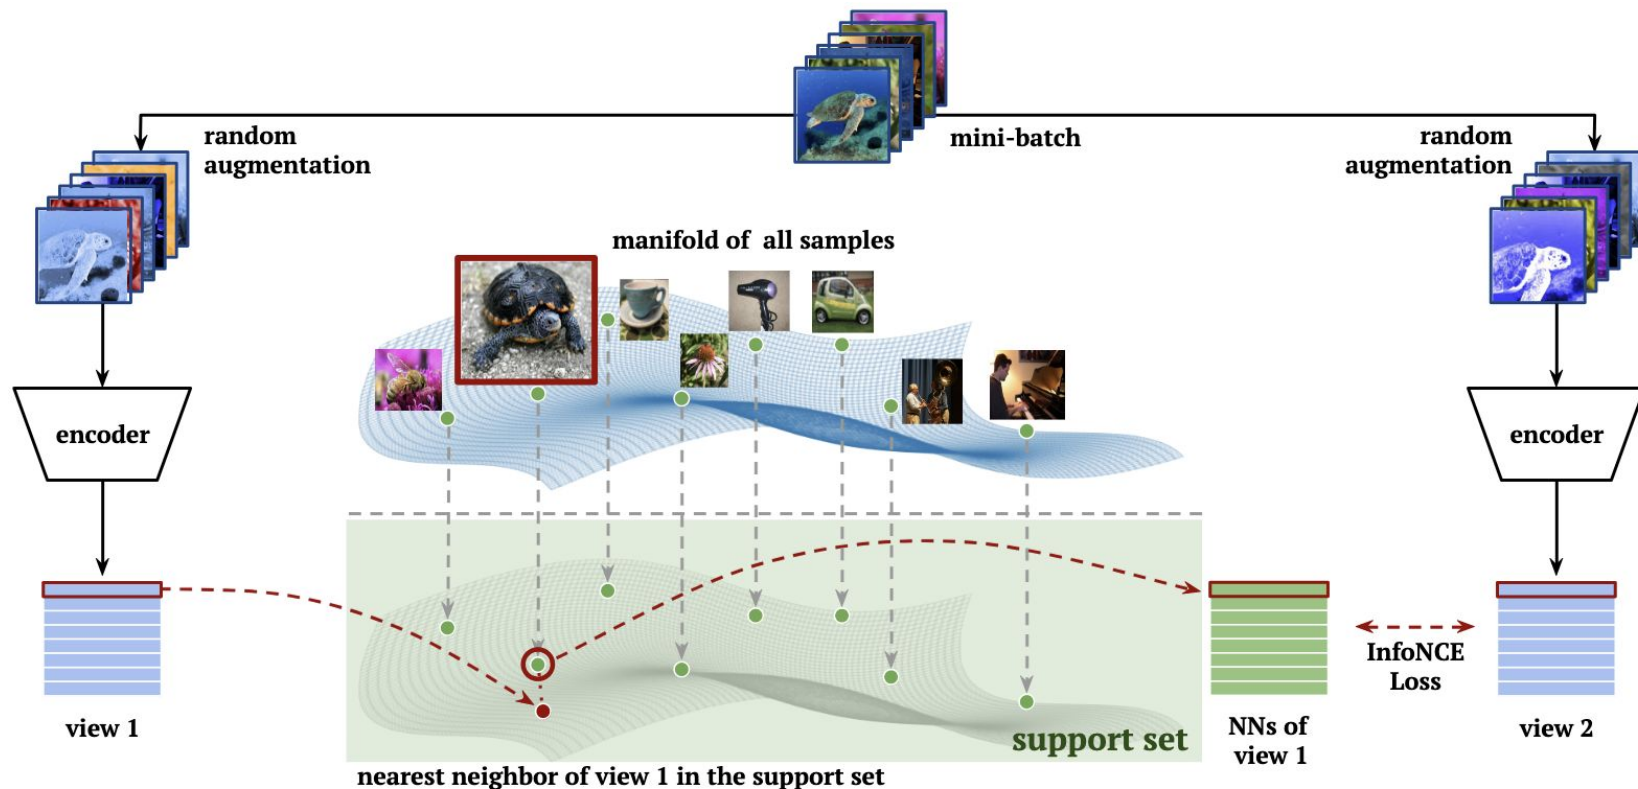 random
augmentation
mini-batch
random
augmentation
manifold of all samples
encoder
encoder
view 1
support set
nearest neighbor of view 1 in the support set
NNs of
view 1
InfoNCE
Loss
view 2